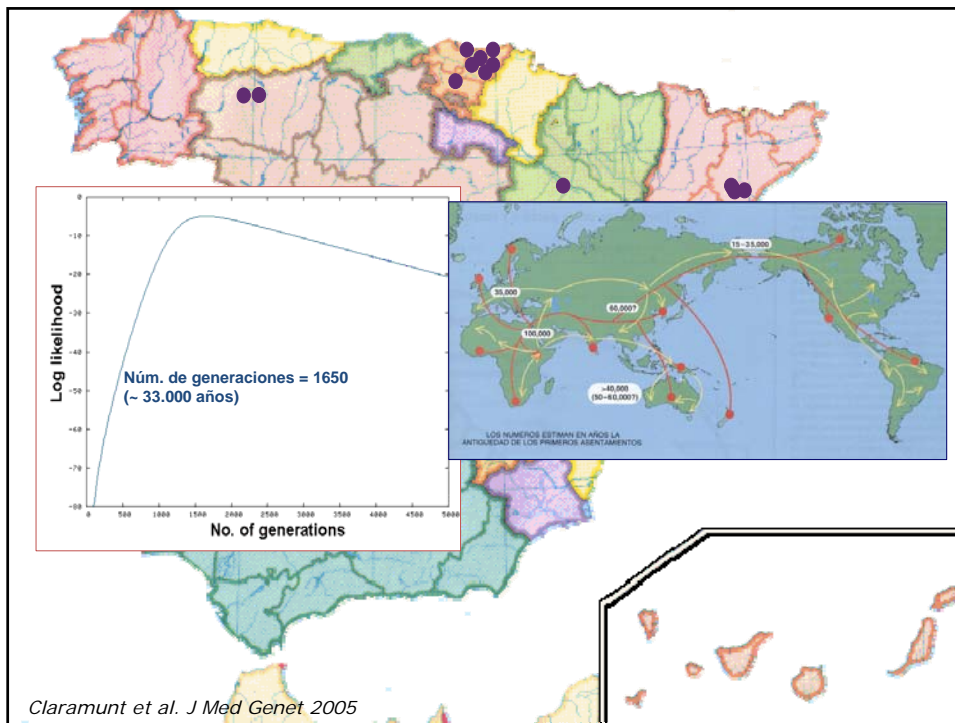 0
-10
-20
-30
-40
-50
-60
-70
-80
Log likelihood
Núm. de generaciones = 1650
(~ 33.000 años)
0 500 1000 1500 2000 2500 3000 3500 4000 4500 5000
No. of generations
15-35,000
35,000
60,000?
100,000
>40,000
(50-60,000?)
LOS NUMEROS ESTIMAN EN AÑOS LA
ANTIGUEDAD DE LOS PRIMEROS ASENTAMIENTOS
Claramunt et al. J Med Genet 2005